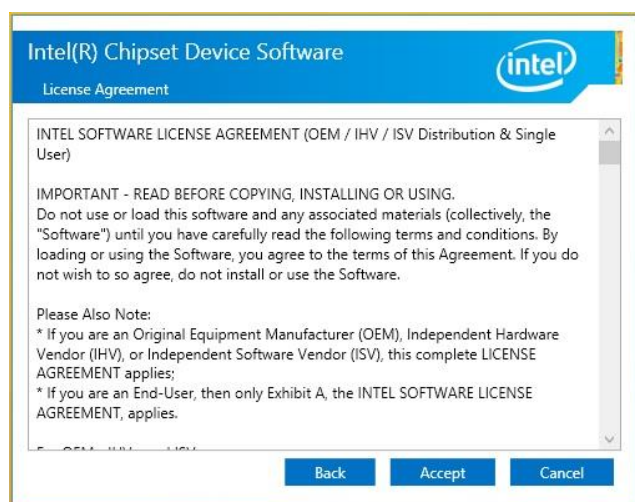 Intel(R) Chipset Device Software
License Agreement
intel
INTEL SOFTWARE LICENSE AGREEMENT (OEM / IHV / ISV Distribution & Single
User)
IMPORTANT - READ BEFORE COPYING, INSTALLING OR USING.
Do not use or load this software and any associated materials (collectively, the
"Software") until you have carefully read the following terms and conditions. By
loading or using the Software, you agree to the terms of this Agreement. If you do
not wish to so agree, do not install or use the Software.
Please Also Note:
* If you are an Original Equipment Manufacturer (OEM), Independent Hardware
Vendor (IHV), or Independent Software Vendor (ISV), this complete LICENSE
AGREEMENT applies;
* If you are an End-User, then only Exhibit A, the INTEL SOFTWARE LICENSE
AGREEMENT, applies.
Back
Accept
Cancel